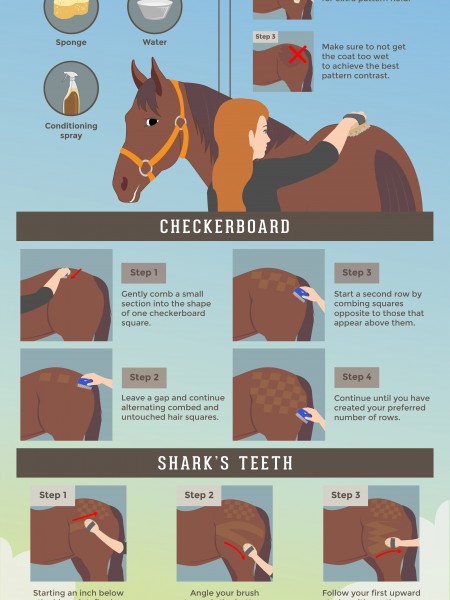 for extra pattern hold.
Sponge
Water
Step 3
Make sure to not get
the coat too wet
to achieve the best
pattern contrast.
Conditioning
spray
CHECKERBOARD
Step 1
Gently comb a small
section into the shape
of one checkerboard
square.
Step 3
Start a second row by
combing squares
opposite to those that
appear above them.
Step 2
Leave a gap and continue
alternating combed and
untouched hair squares.
Step 4
Continue until you have
created your preferred
number of rows.
SHARK'S TEETH
Step 1
Step 2
Step 3
Starting an inch below
Angle your brush
Follow your first upward